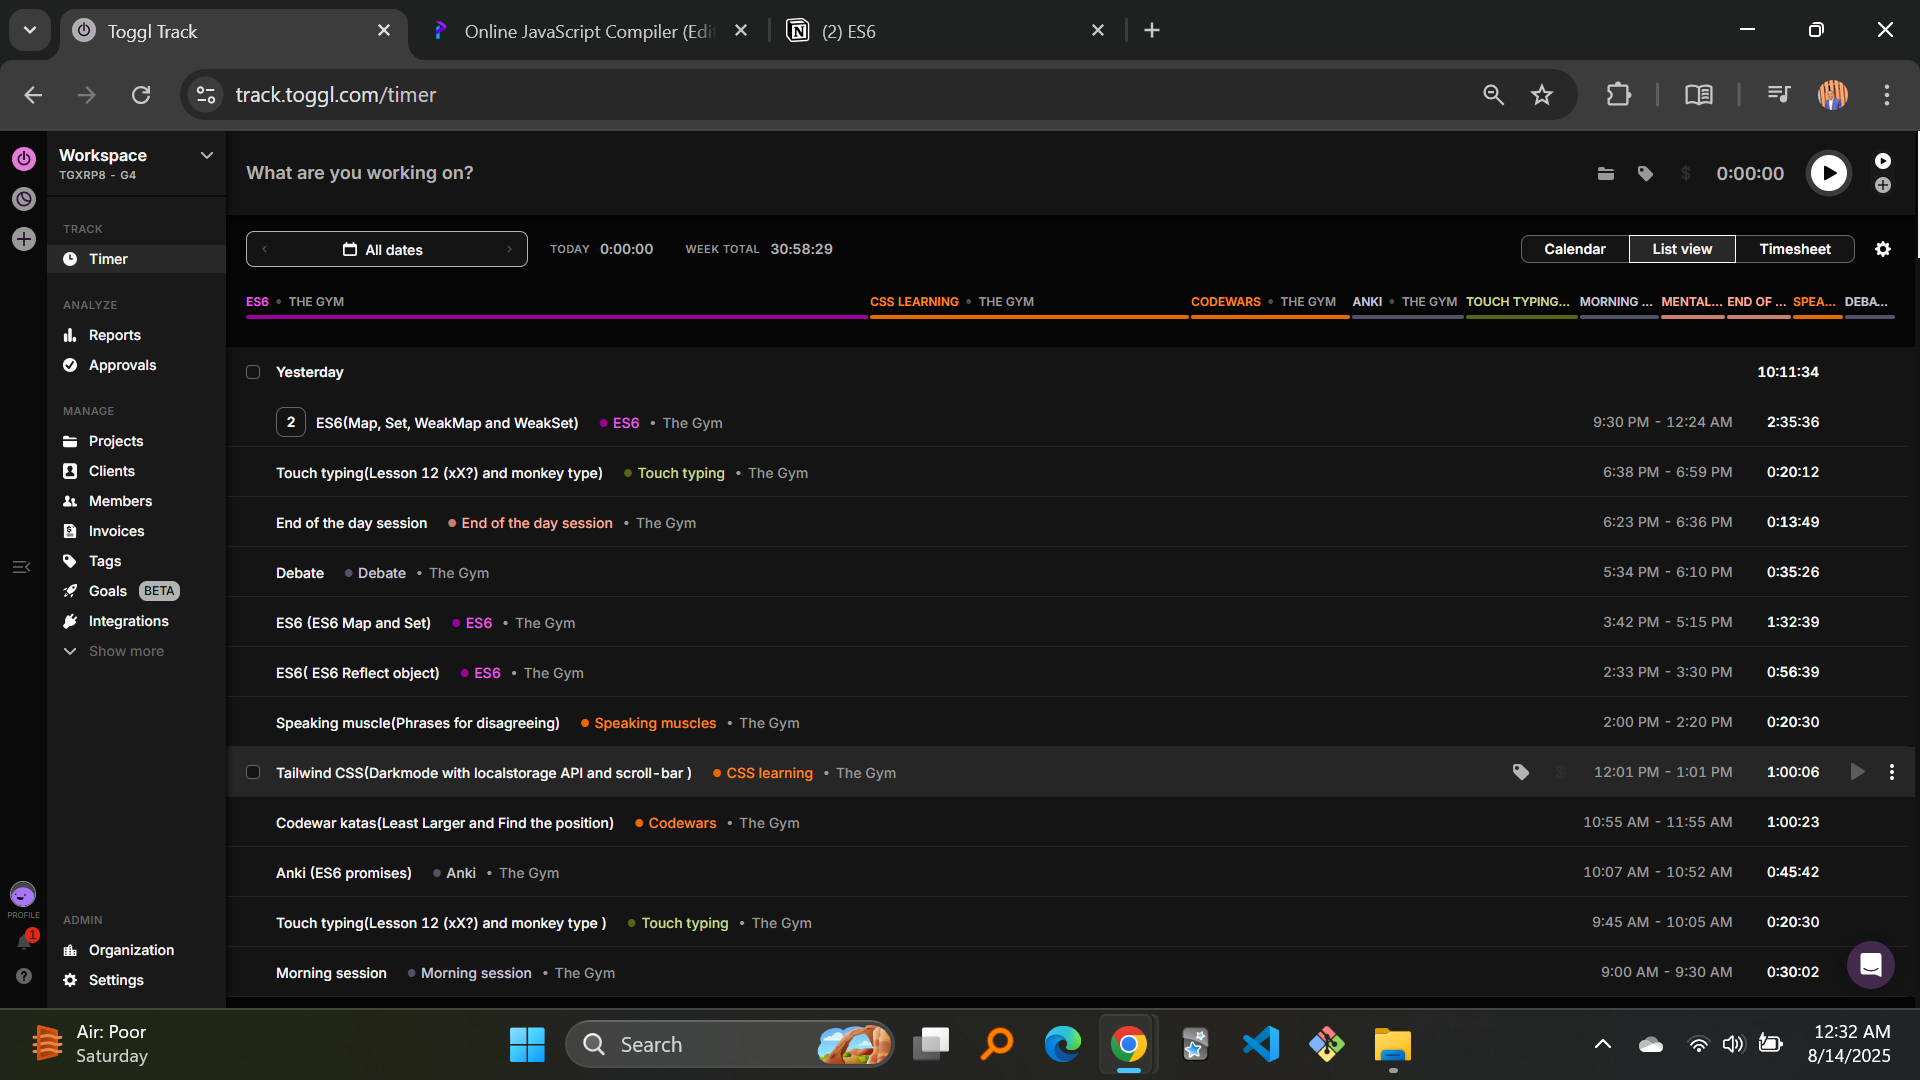 Toggl Track
Online JavaScript Compiler (Edit
(2) ES6
track.toggl.com/timer
Workspace
TGXRP8 - G4
What are you working on?
$
0:00:00
TRACK
Timer
All dates
TODAY 0:00:00
WEEK TOTAL 30:58:29
Calendar
List view
Timesheet
ANALYZE
Reports
Approvals
ES6 • THE GYM
CSS LEARNING • THE GYM
CODEWARS • THE GYM
ANKI • THE GYM
TOUCH TYPING...
MORNING ...
MENTAL...
END OF ...
SPEA...
DEBA...
MANAGE
Projects
Clients
Members
Invoices
Tags
Goals BETA
Integrations
Show more
Yesterday 10:11:34
2 ES6(Map, Set, WeakMap and WeakSet) • ES6 • The Gym 9:30 PM - 12:24 AM 2:35:36
Touch typing(Lesson 12 (xX?) and monkey type) • Touch typing • The Gym 6:38 PM - 6:59 PM 0:20:12
End of the day session • End of the day session • The Gym 6:23 PM - 6:36 PM 0:13:49
Debate • Debate • The Gym 5:34 PM - 6:10 PM 0:35:26
ES6 (ES6 Map and Set) • ES6 • The Gym 3:42 PM - 5:15 PM 1:32:39
ES6( ES6 Reflect object) • ES6 • The Gym 2:33 PM - 3:30 PM 0:56:39
Speaking muscle(Phrases for disagreeing) • Speaking muscles • The Gym 2:00 PM - 2:20 PM 0:20:30
Tailwind CSS(Darkmode with localstorage API and scroll-bar ) • CSS learning • The Gym $ 12:01 PM - 1:01 PM 1:00:06
Codewar katas(Least Larger and Find the position) • Codewars • The Gym 10:55 AM - 11:55 AM 1:00:23
Anki (ES6 promises) • Anki • The Gym 10:07 AM - 10:52 AM 0:45:42
Touch typing(Lesson 12 (xX?) and monkey type ) • Touch typing • The Gym 9:45 AM - 10:05 AM 0:20:30
Morning session • Morning session • The Gym 9:00 AM - 9:30 AM 0:30:02
PROFILE
1
ADMIN
Organization
Settings
Air: Poor
Saturday
Search
12:32 AM
8/14/2025